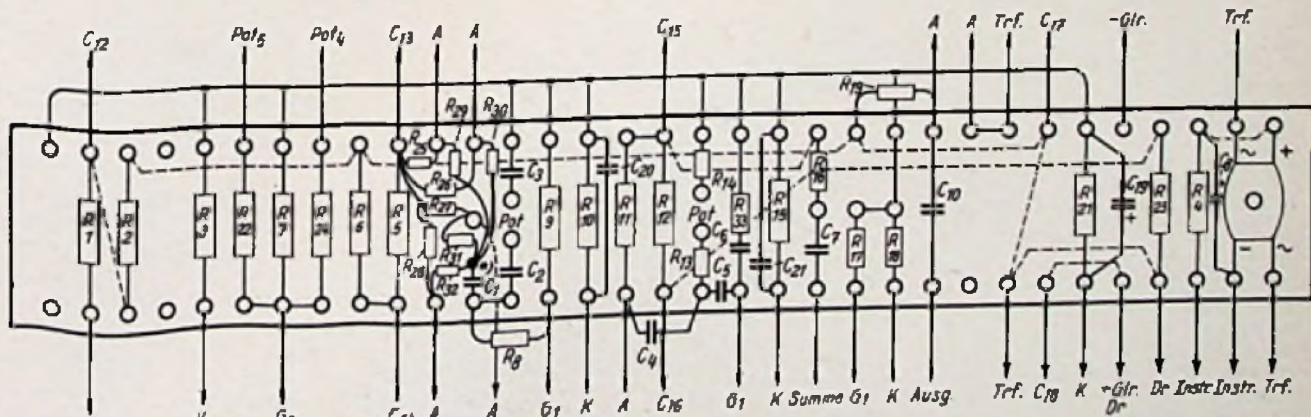 C12 Pot5 Pot4 C13 A A C15 A A Trf. C17 -Glr. Trf.
R19
R29 R30
R25
R26
R27
R28
R31
R32
C1
C3 C20 R14 C10 C19 +
Pot Pot
R1 R2 R3 R22 R7 R24 R6 R5 C2 R9 R10 R11 R12 R13 C6 C5 R33 R15 C21 R16 C7 R17 R18 R21 R23 R4 ~ + - ~
R8 C4
A A G1 K A C16 G1 K Summe G1 K Ausg. Trf. C18 K +Glr. Dr Instr. Instr. Trf.
Dr